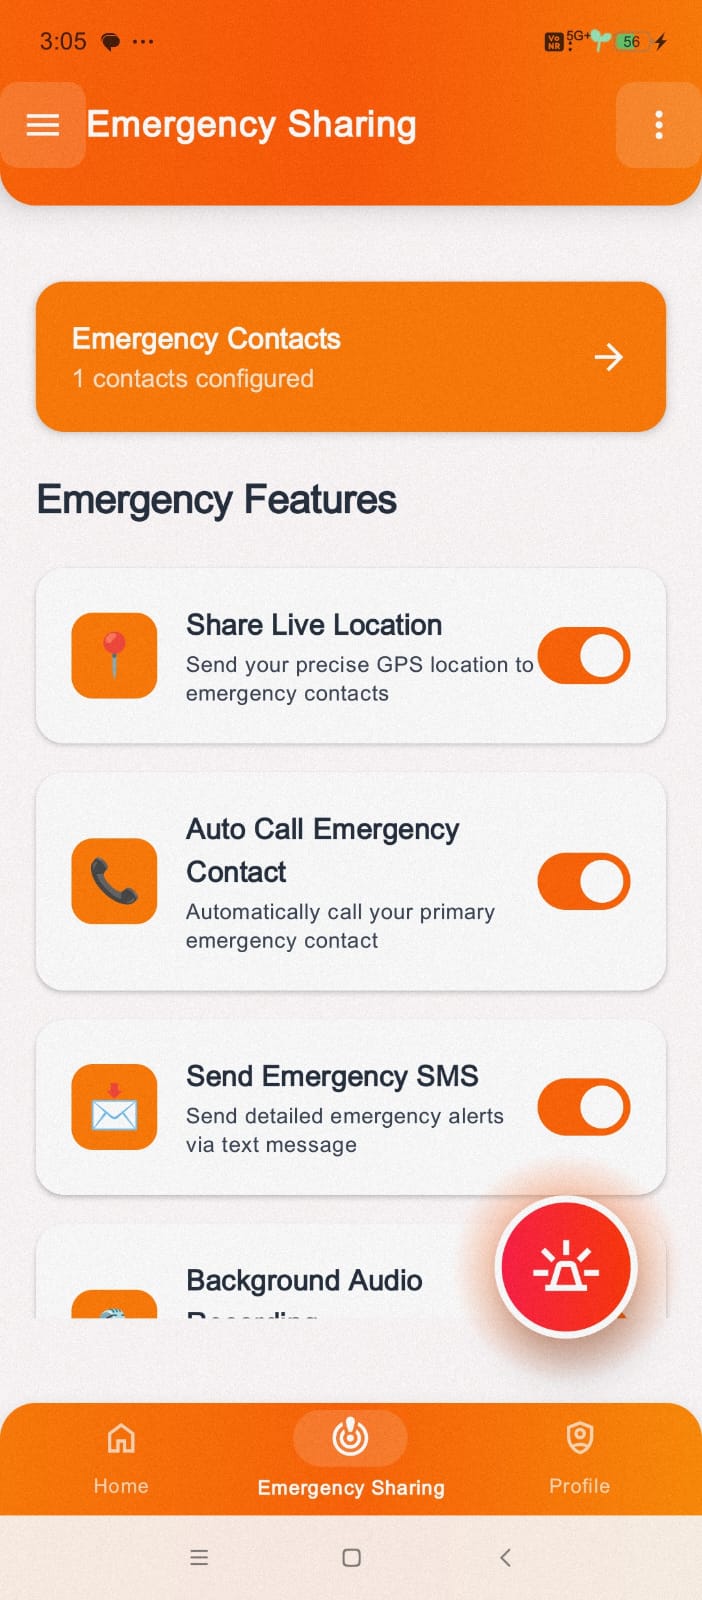 3:05
Vo NR 5G+ 56
Emergency Sharing
Emergency Contacts
1 contacts configured
Emergency Features
Share Live Location
Send your precise GPS location to
emergency contacts
Auto Call Emergency
Contact
Automatically call your primary
emergency contact
Send Emergency SMS
Send detailed emergency alerts
via text message
Background Audio
Home
Emergency Sharing
Profile